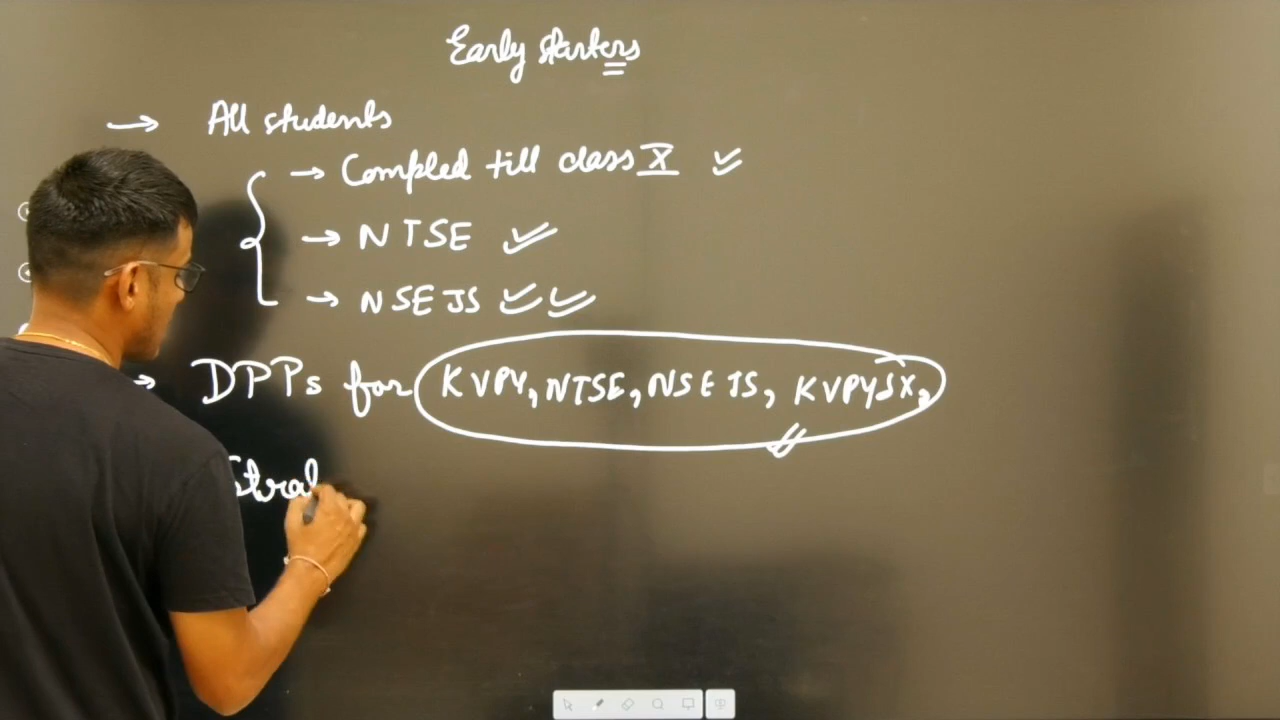 Early starters
→ All students
→ Compled till class X
→ NTSE
→ NSEJS
→ DPPs for KVPY, NTSE, NSEJS, KVPYSX,